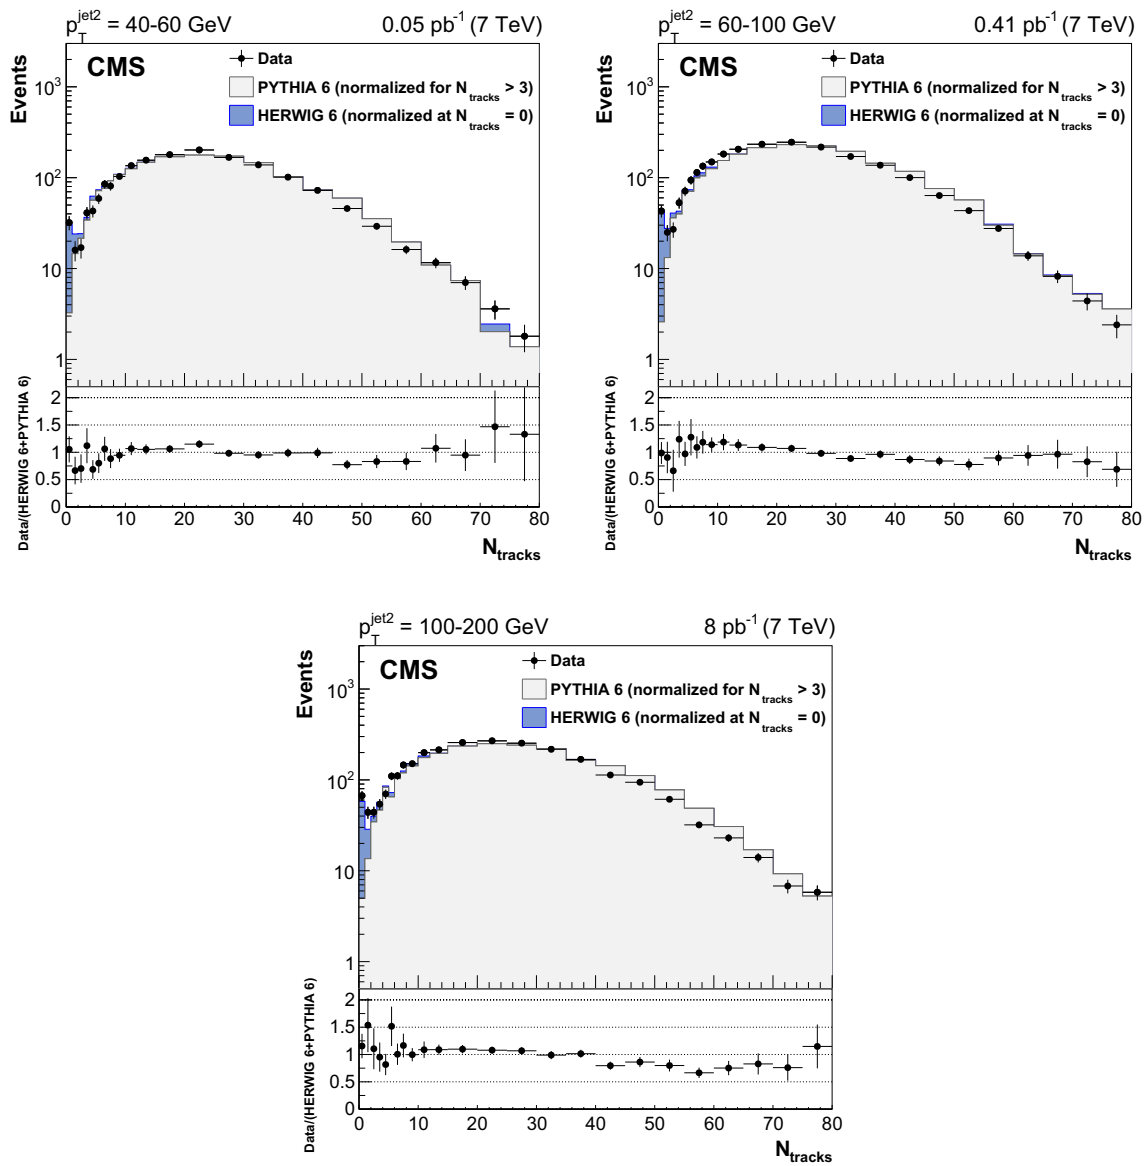 p_T^jet2 = 40-60 GeV 0.05 pb⁻¹ (7 TeV)
CMS
Data
PYTHIA 6 (normalized for N_tracks > 3)
HERWIG 6 (normalized at N_tracks = 0)
Events
10³
10²
10
1
Data/(HERWIG 6+PYTHIA 6)
2
1.5
1
0.5
0
0 10 20 30 40 50 60 70 80
N_tracks
p_T^jet2 = 60-100 GeV 0.41 pb⁻¹ (7 TeV)
CMS
Data
PYTHIA 6 (normalized for N_tracks > 3)
HERWIG 6 (normalized at N_tracks = 0)
Events
10³
10²
10
1
Data/(HERWIG 6+PYTHIA 6)
2
1.5
1
0.5
0
0 10 20 30 40 50 60 70 80
N_tracks
p_T^jet2 = 100-200 GeV 8 pb⁻¹ (7 TeV)
CMS
Data
PYTHIA 6 (normalized for N_tracks > 3)
HERWIG 6 (normalized at N_tracks = 0)
Events
10³
10²
10
1
Data/(HERWIG 6+PYTHIA 6)
2
1.5
1
0.5
0
0 10 20 30 40 50 60 70 80
N_tracks